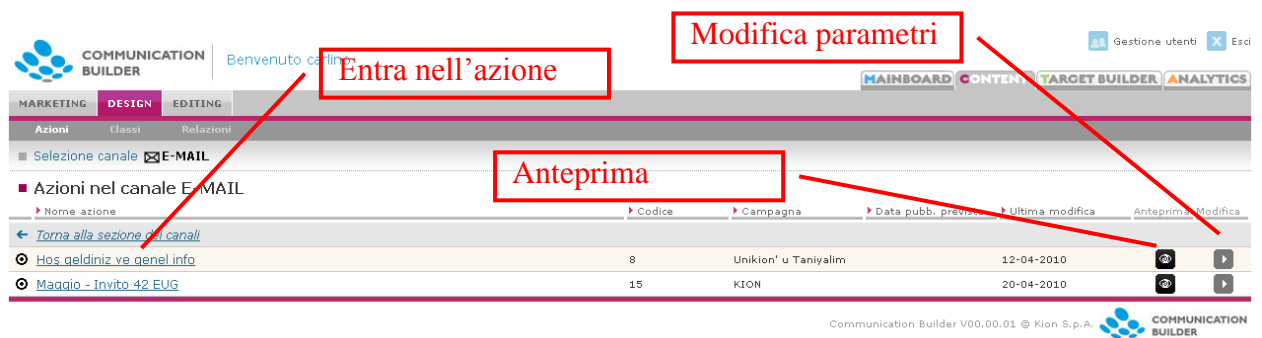 Modifica parametri
Gestione utenti
Esci
COMMUNICATION
BUILDER
Benvenuto carlino
Entra nell’azione
MAINBOARD CONTENT TARGET BUILDER ANALYTICS
MARKETING DESIGN EDITING
Azioni Classi Relazioni
Selezione canale E-MAIL
Anteprima
Azioni nel canale E-MAIL
Nome azione Codice Campagna Data pubb. prevista Ultima modifica Anteprima Modifica
Torna alla sezione dei canali
Hoş geldiniz ve genel info 8 Unikion' u Taniyalim 12-04-2010
Maggio - Invito 42 EUG 15 KION 20-04-2010
Communication Builder V00.00.01 © Kion S.p.A.
COMMUNICATION
BUILDER